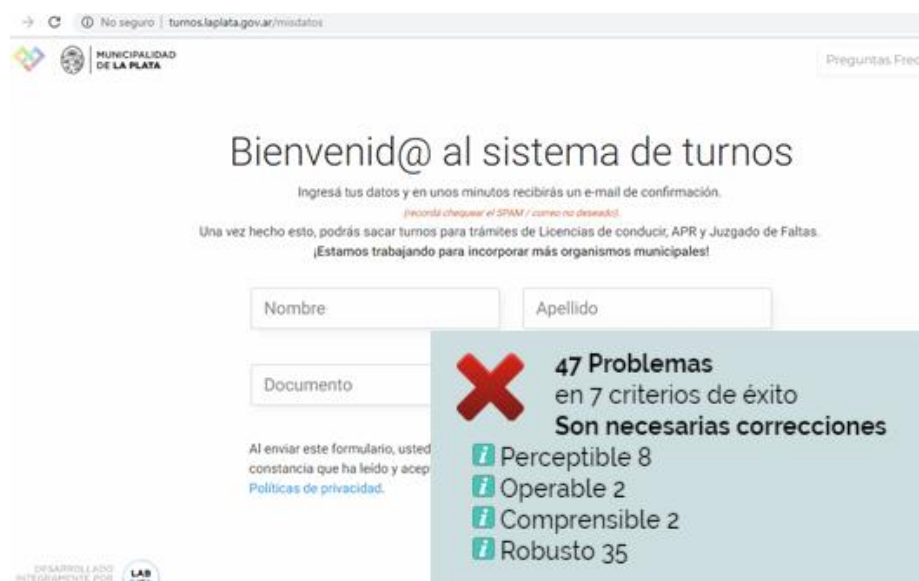 No seguro | turnos.laplata.gov.ar/misdatos
MUNICIPALIDAD
DE LA PLATA
Preguntas Frec
Bienvenid@ al sistema de turnos
Ingresá tus datos y en unos minutos recibirás un e-mail de confirmación.
(recordá chequear el SPAM / correo no deseado).
Una vez hecho esto, podrás sacar turnos para trámites de Licencias de conducir, APR y Juzgado de Faltas.
¡Estamos trabajando para incorporar más organismos municipales!
Nombre
Apellido
Documento
Al enviar este formulario, usted
constancia que ha leído y acep
Políticas de privacidad.
47 Problemas
en 7 criterios de éxito
Son necesarias correcciones
Perceptible 8
Operable 2
Comprensible 2
Robusto 35
DESARROLLADO
INTEGRAMENTE POR
LAB